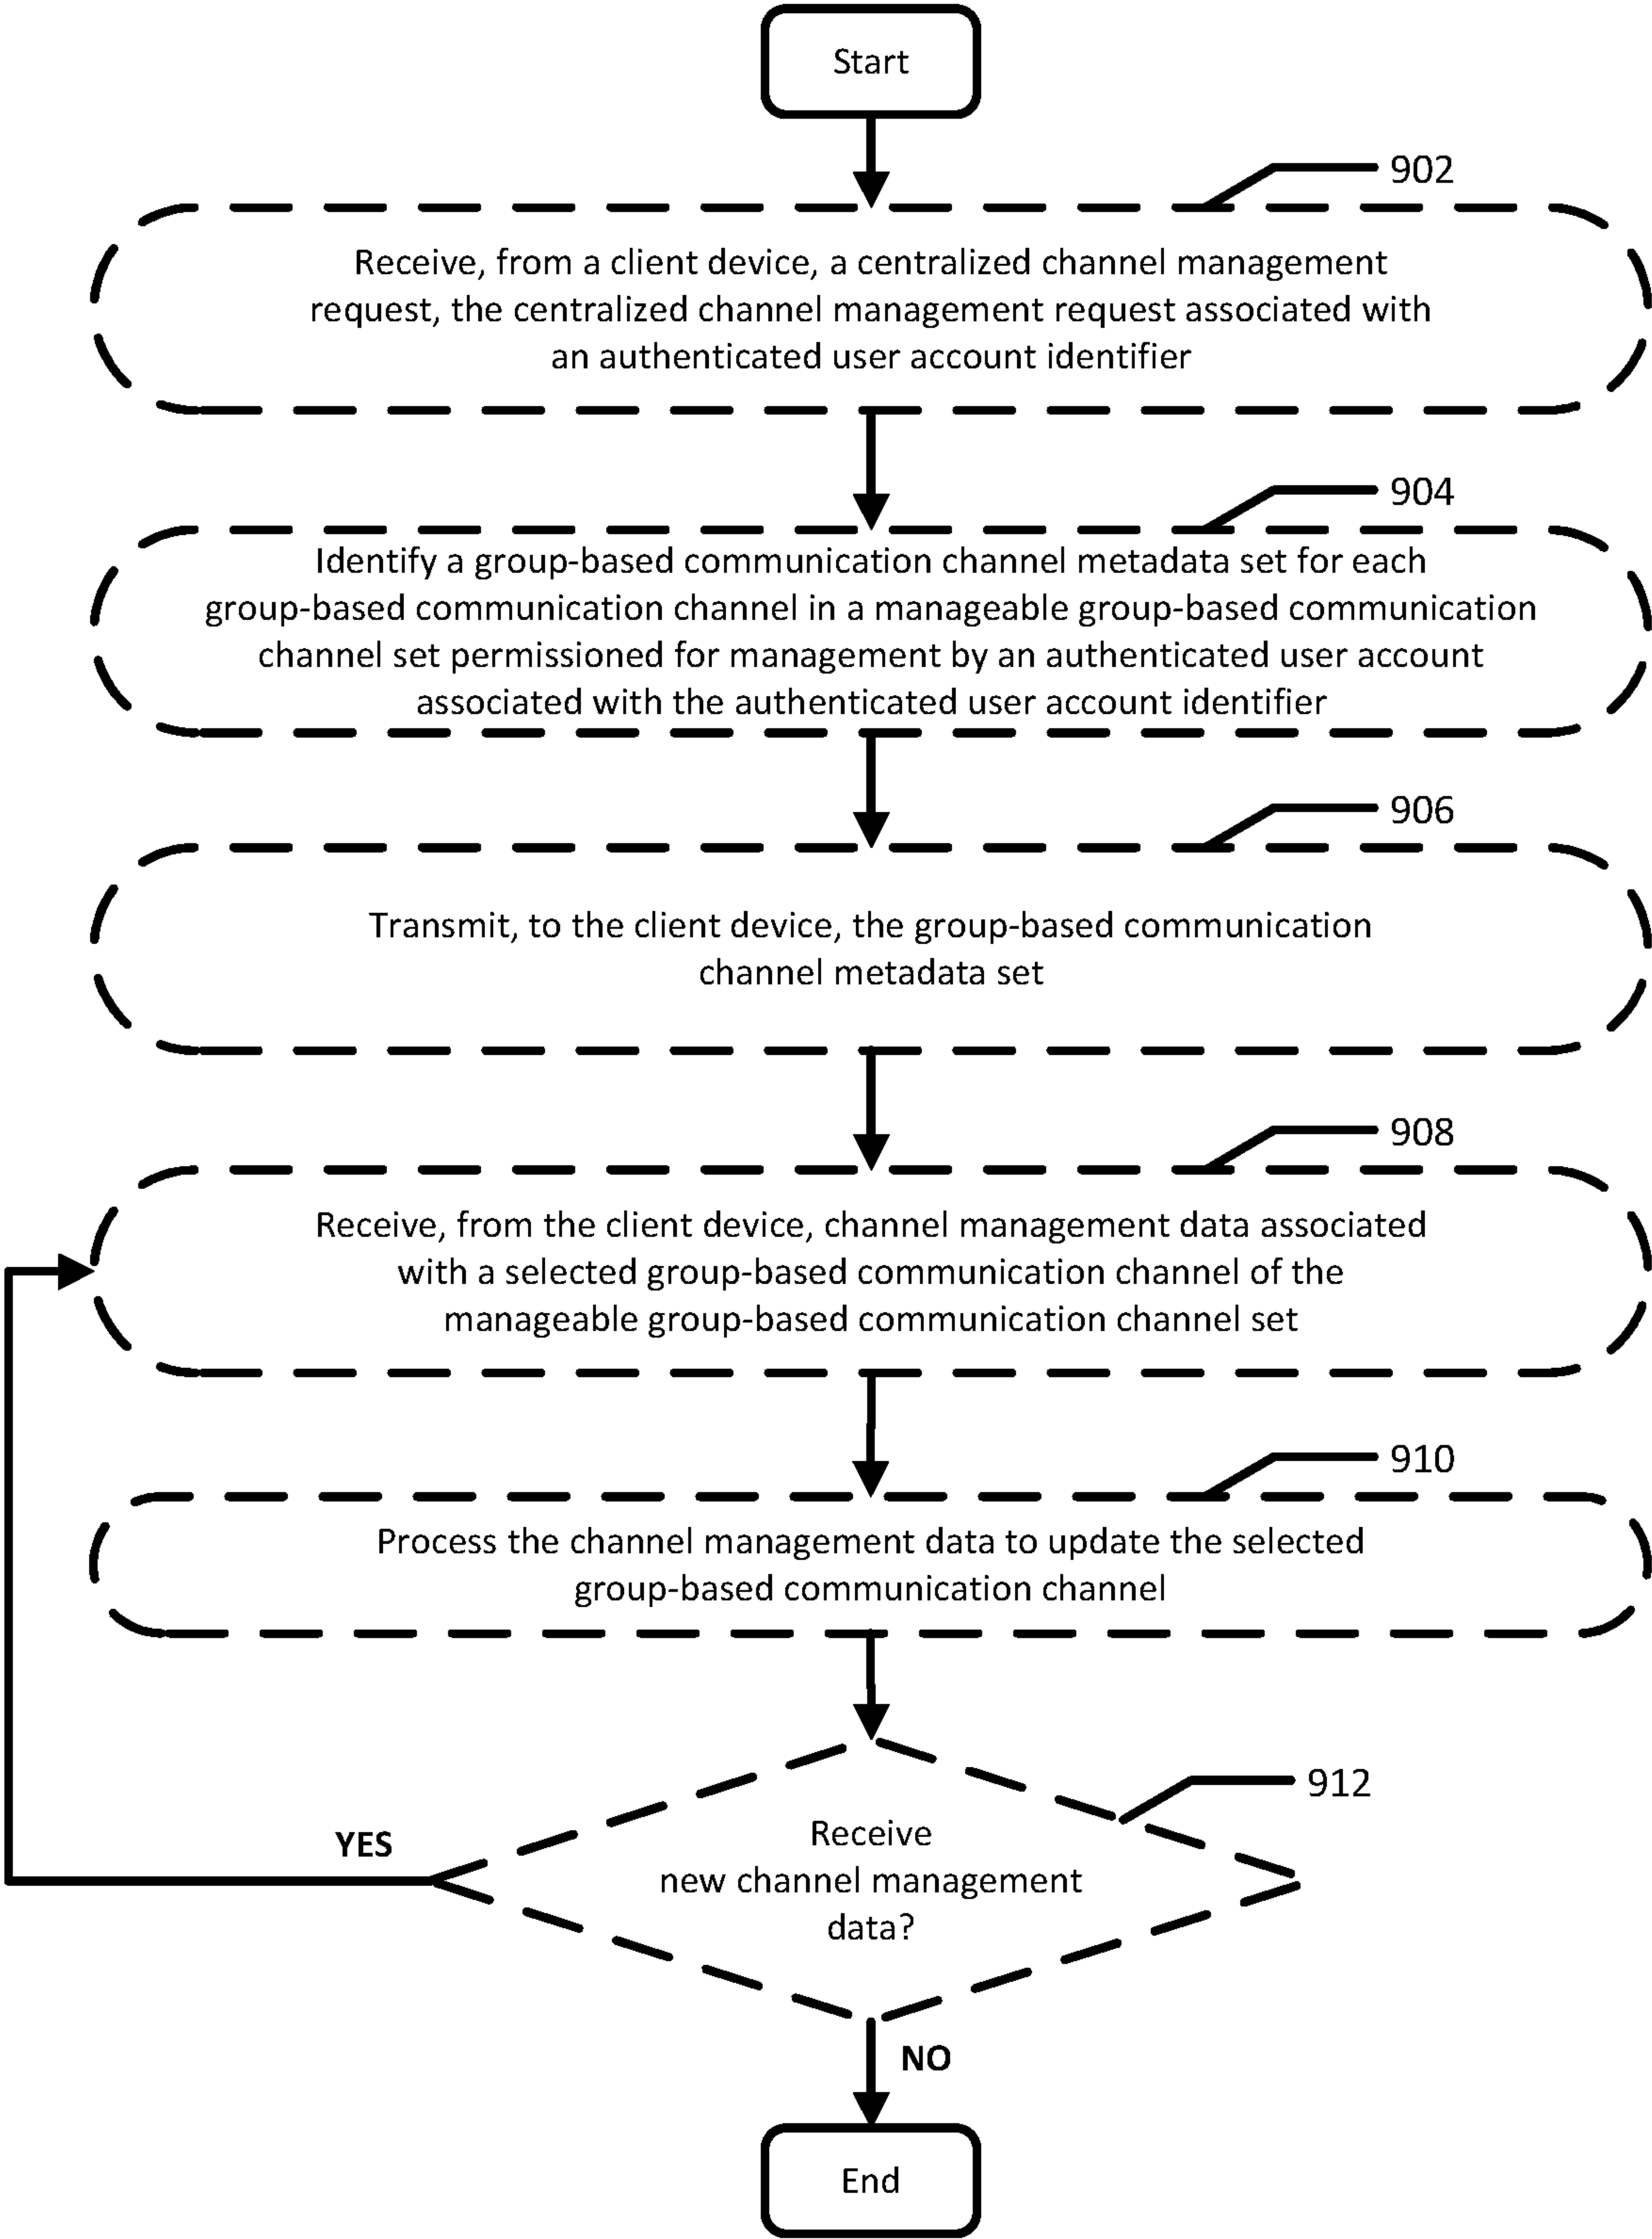 Start
902
Receive, from a client device, a centralized channel management
request, the centralized channel management request associated with
an authenticated user account identifier
904
Identify a group-based communication channel metadata set for each
group-based communication channel in a manageable group-based communication
channel set permissioned for management by an authenticated user account
associated with the authenticated user account identifier
906
Transmit, to the client device, the group-based communication
channel metadata set
908
Receive, from the client device, channel management data associated
with a selected group-based communication channel of the
manageable group-based communication channel set
910
Process the channel management data to update the selected
group-based communication channel
912
Receive
new channel management
data?
YES
NO
End